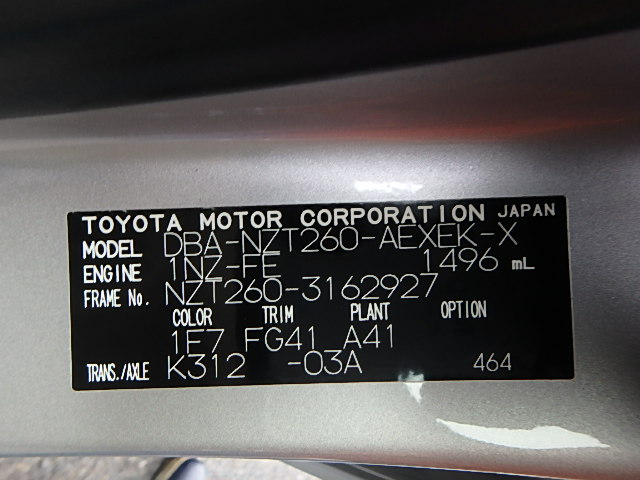 TOYOTA MOTOR CORPORATION JAPAN
MODEL DBA-NZT260-AEXEK-X
ENGINE 1NZ-FE 1496 mL
FRAME No. NZT260-3162927
COLOR TRIM PLANT OPTION
1F7 FG41 A41
TRANS./AXLE K312 -03A 464